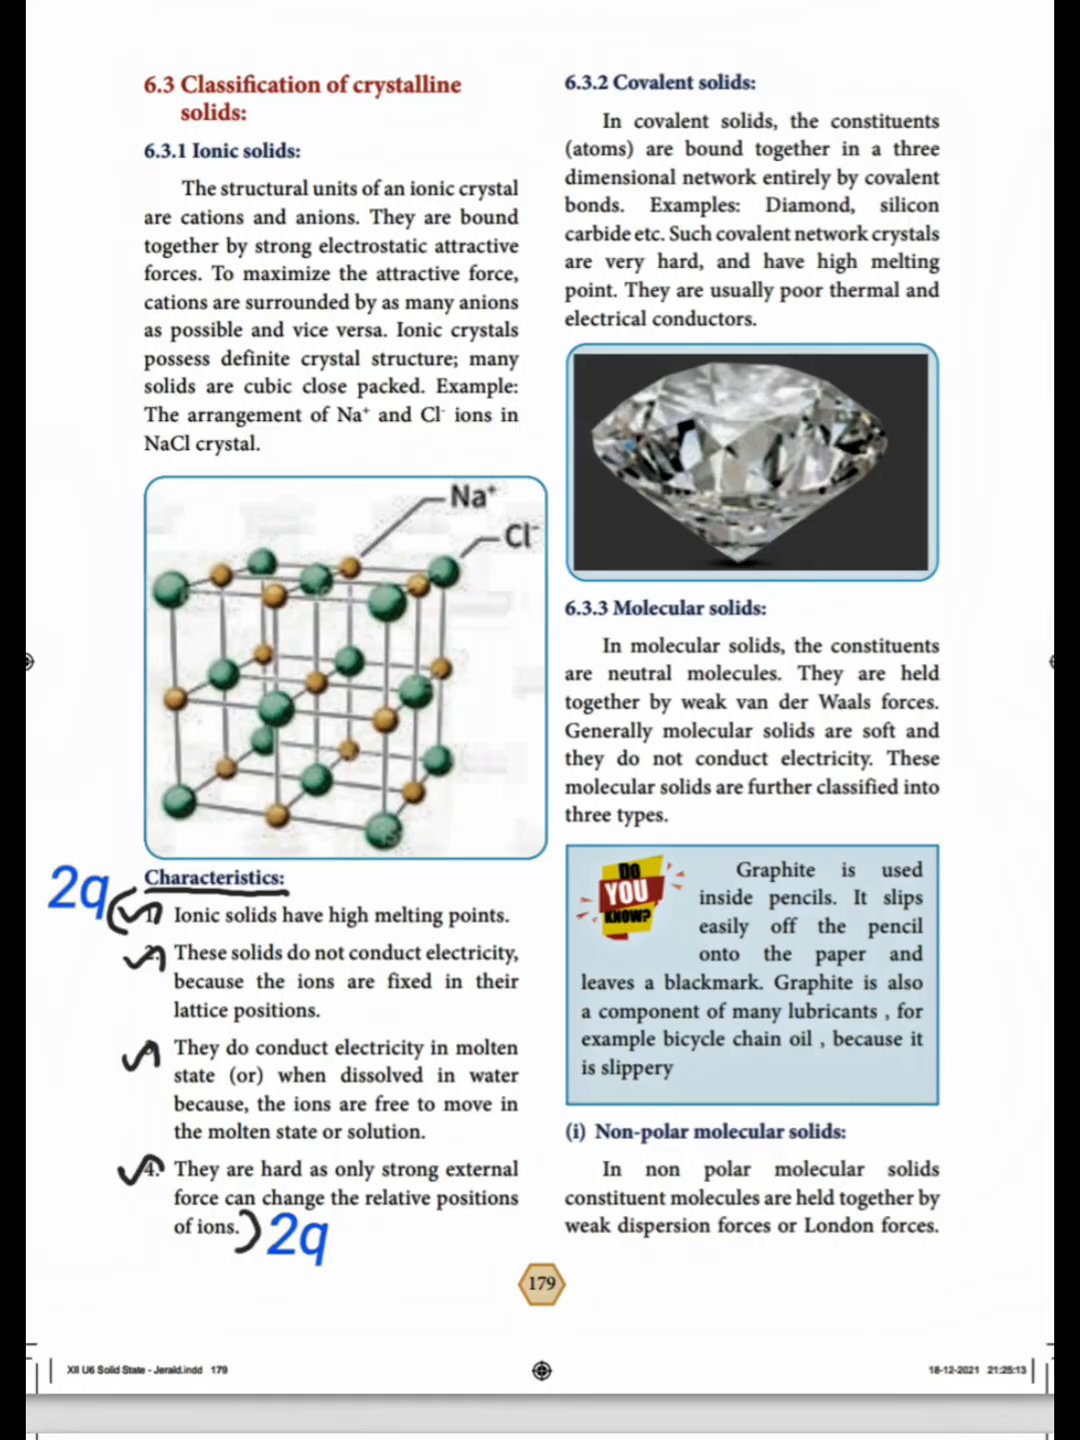 6.3 Classification of crystalline
solids:
6.3.1 Ionic solids:
The structural units of an ionic crystal
are cations and anions. They are bound
together by strong electrostatic attractive
forces. To maximize the attractive force,
cations are surrounded by as many anions
as possible and vice versa. Ionic crystals
possess definite crystal structure; many
solids are cubic close packed. Example:
The arrangement of Na⁺ and Cl⁻ ions in
NaCl crystal.
Na⁺
Cl⁻
2q
Characteristics:
Ionic solids have high melting points.
These solids do not conduct electricity,
because the ions are fixed in their
lattice positions.
They do conduct electricity in molten
state (or) when dissolved in water
because, the ions are free to move in
the molten state or solution.
4. They are hard as only strong external
force can change the relative positions
of ions.) 2q
6.3.2 Covalent solids:
In covalent solids, the constituents
(atoms) are bound together in a three
dimensional network entirely by covalent
bonds. Examples: Diamond, silicon
carbide etc. Such covalent network crystals
are very hard, and have high melting
point. They are usually poor thermal and
electrical conductors.
6.3.3 Molecular solids:
In molecular solids, the constituents
are neutral molecules. They are held
together by weak van der Waals forces.
Generally molecular solids are soft and
they do not conduct electricity. These
molecular solids are further classified into
three types.
DO
YOU
KNOW?
Graphite is used
inside pencils. It slips
easily off the pencil
onto the paper and
leaves a blackmark. Graphite is also
a component of many lubricants , for
example bicycle chain oil , because it
is slippery
(i) Non-polar molecular solids:
In non polar molecular solids
constituent molecules are held together by
weak dispersion forces or London forces.
179
XII U6 Solid State - Jerald.indd 179
18-12-2021 21:25:13